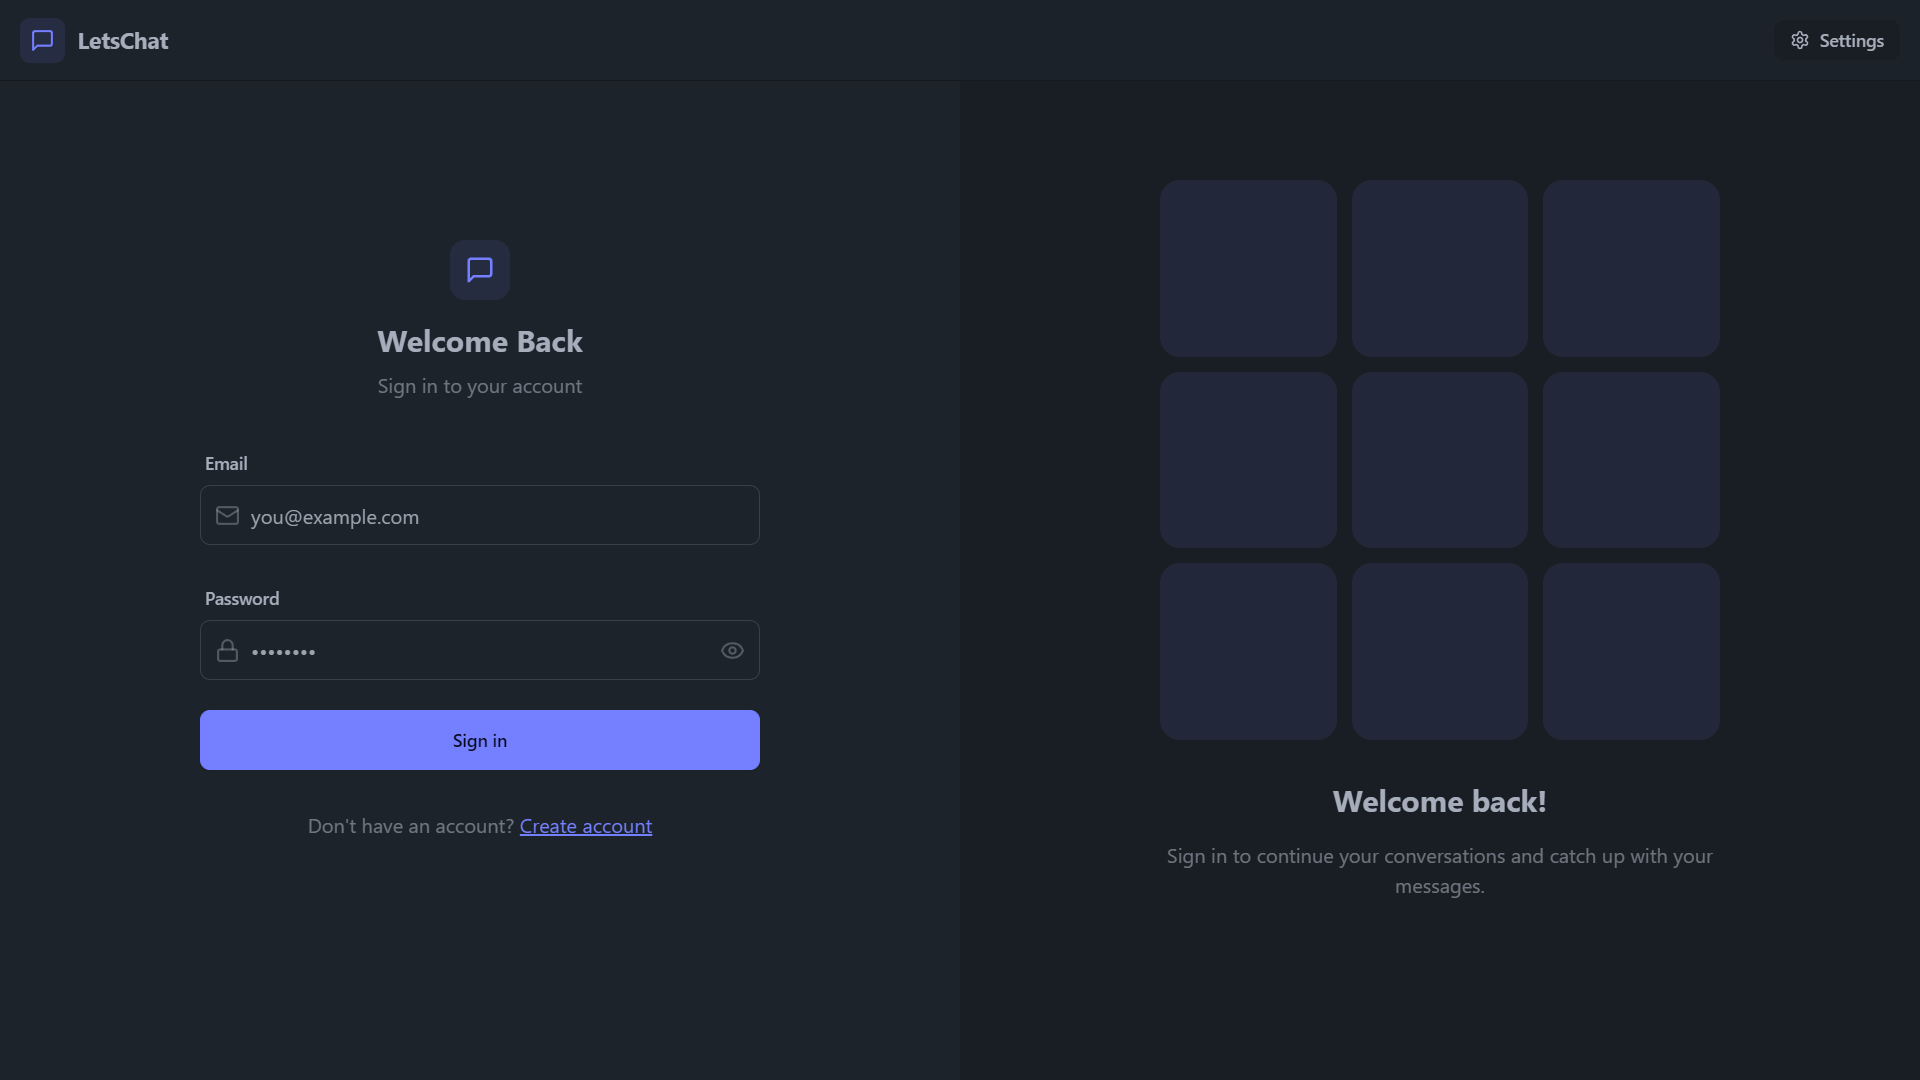 LetsChat
Settings
Welcome Back
Sign in to your account
Email
you@example.com
Password
••••••••
Sign in
Don't have an account? Create account
Welcome back!
Sign in to continue your conversations and catch up with your
messages.